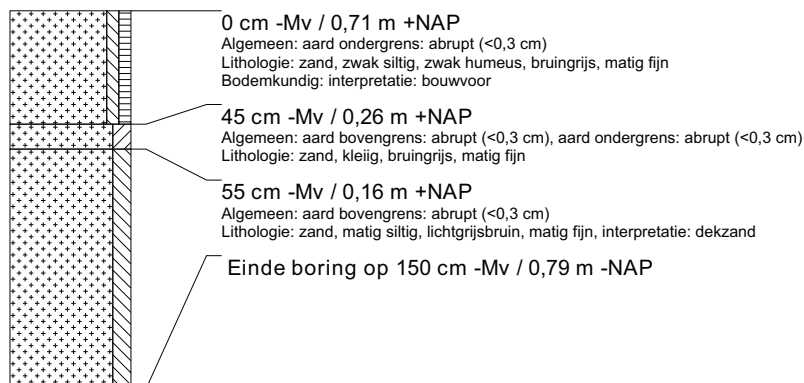 0 cm -Mv / 0,71 m +NAP
Algemeen: aard ondergrens: abrupt (<0,3 cm)
Lithologie: zand, zwak siltig, zwak humeus, bruingrijs, matig fijn
Bodemkundig: interpretatie: bouwvoor
45 cm -Mv / 0,26 m +NAP
Algemeen: aard bovengrens: abrupt (<0,3 cm), aard ondergrens: abrupt (<0,3 cm)
Lithologie: zand, kleiig, bruingrijs, matig fijn
55 cm -Mv / 0,16 m +NAP
Algemeen: aard bovengrens: abrupt (<0,3 cm)
Lithologie: zand, matig siltig, lichtgrijsbruin, matig fijn, interpretatie: dekzand
Einde boring op 150 cm -Mv / 0,79 m -NAP